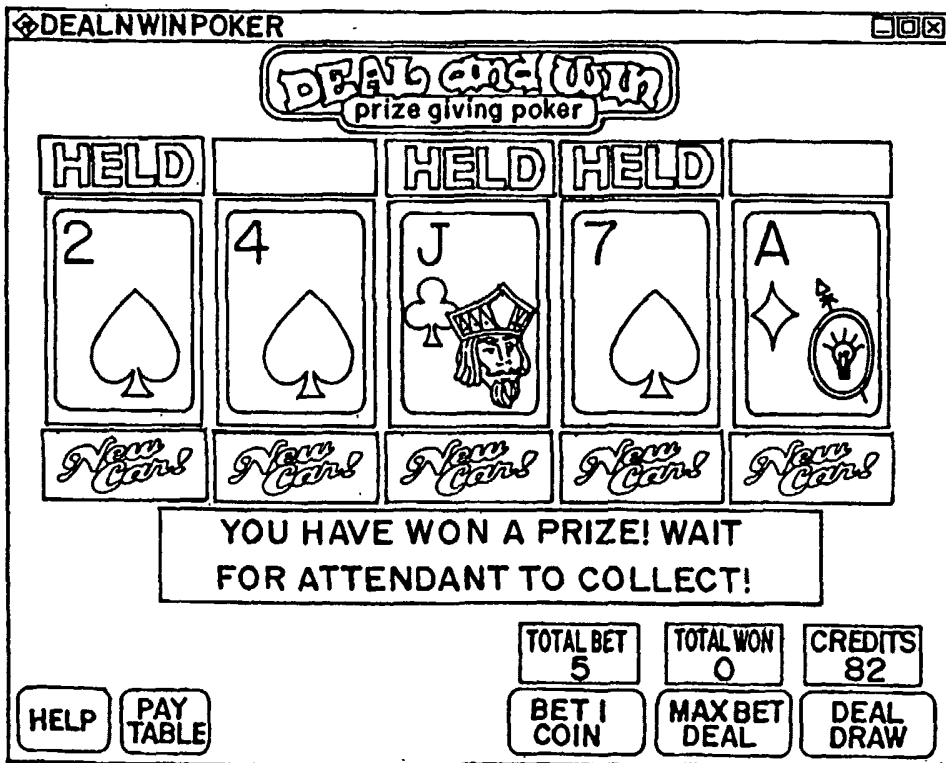 DEALNWINPOKER
DEAL and WIN
prize giving poker
HELD HELD HELD
2 4 J 7 A
New Car! New Car! New Car! New Car! New Car!
YOU HAVE WON A PRIZE! WAIT
FOR ATTENDANT TO COLLECT!
TOTAL BET TOTAL WON CREDITS
5 0 82
HELP PAY TABLE BET 1 COIN MAX BET DEAL DEAL DRAW